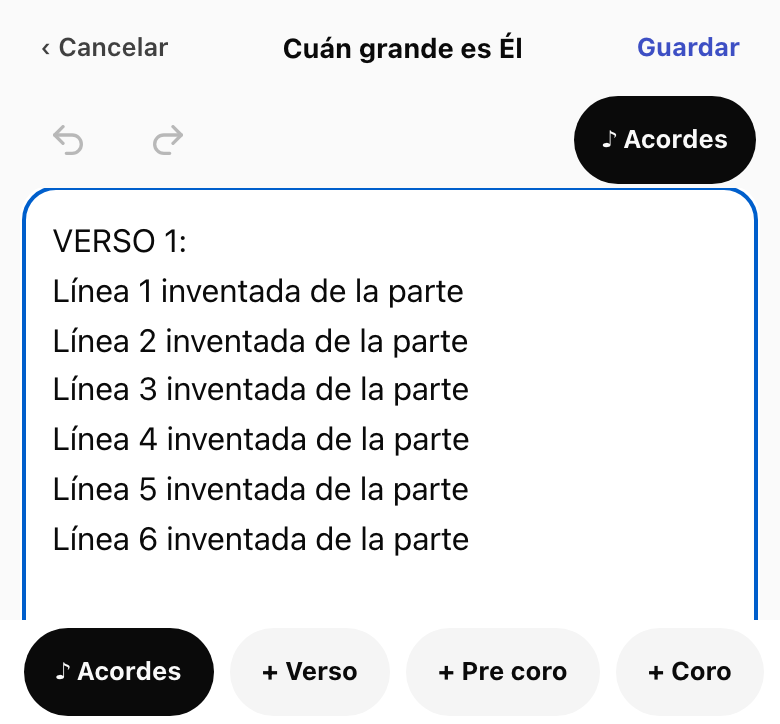 ‹ Cancelar Cuán grande es Él Guardar
♪ Acordes
VERSO 1:
Línea 1 inventada de la parte
Línea 2 inventada de la parte
Línea 3 inventada de la parte
Línea 4 inventada de la parte
Línea 5 inventada de la parte
Línea 6 inventada de la parte
♪ Acordes + Verso + Pre coro + Coro